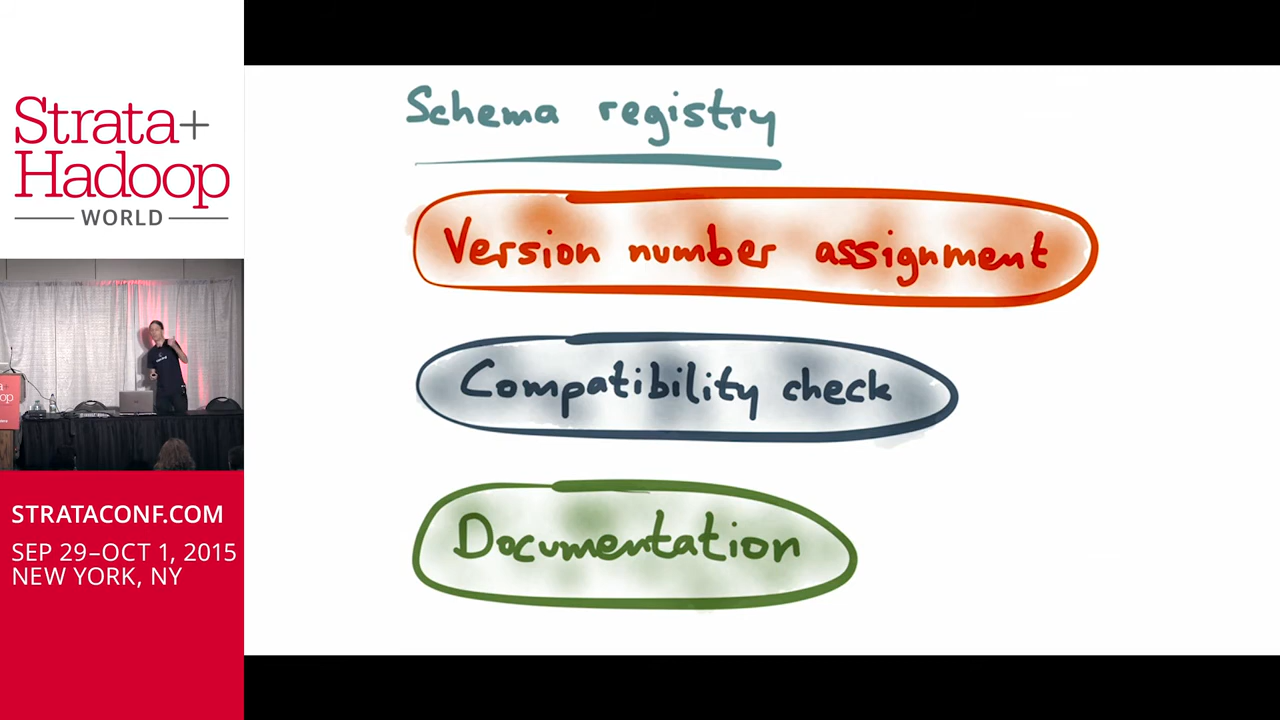 Strata+
Hadoop
WORLD
STRATACONF.COM
SEP 29–OCT 1, 2015
NEW YORK, NY
Schema registry
Version number assignment
Compatibility check
Documentation